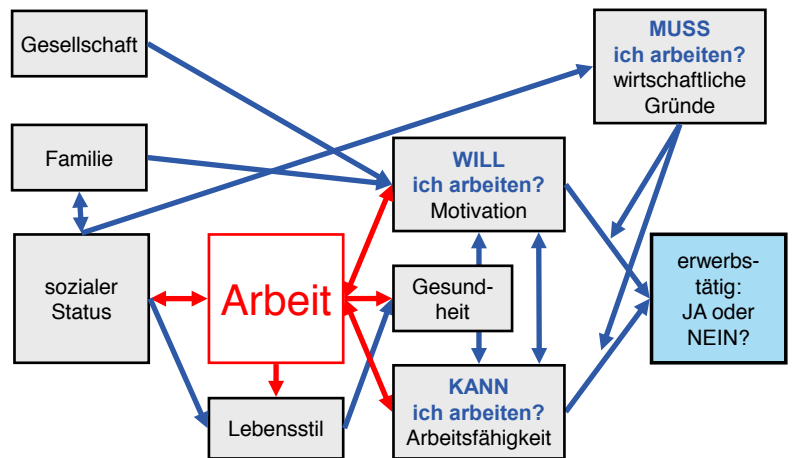 Gesellschaft
MUSS
ich arbeiten?
wirtschaftliche
Gründe
Familie
WILL
ich arbeiten?
Motivation
sozialer
Status
Arbeit
Gesund-
heit
erwerbs-
tätig:
JA oder
NEIN?
Lebensstil
KANN
ich arbeiten?
Arbeitsfähigkeit